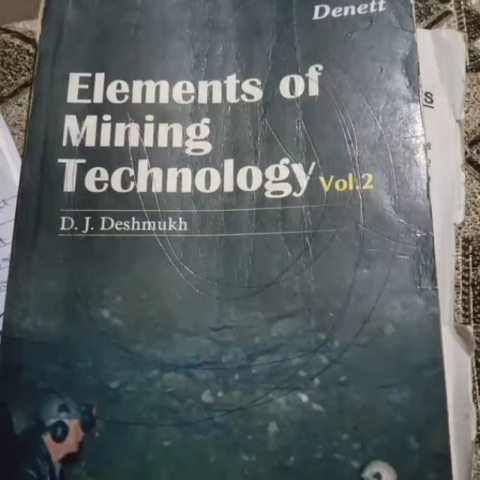 Denett
Elements of
Mining
Technology Vol.2
D. J. Deshmukh
S